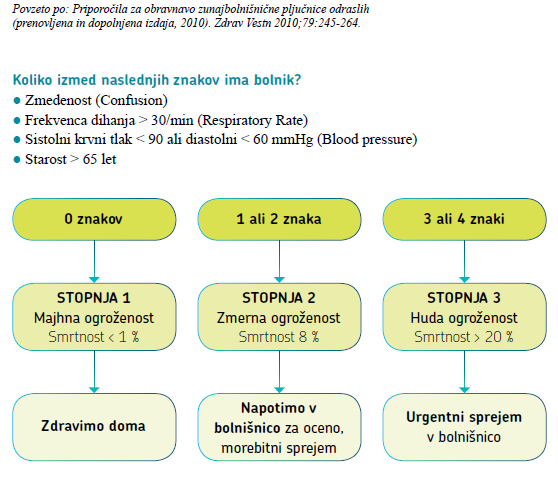 Povzeto po: Priporočila za obravnavo zunajbolnišnične pljučnice odraslih
(prenovljena in dopolnjena izdaja, 2010). Zdrav Vestn 2010;79:245-264.
Koliko izmed naslednjih znakov ima bolnik?
● Zmedenost (Confusion)
● Frekvenca dihanja > 30/min (Respiratory Rate)
● Sistolni krvni tlak < 90 ali diastolni < 60 mmHg (Blood pressure)
● Starost > 65 let
0 znakov
1 ali 2 znaka
3 ali 4 znaki
STOPNJA 1
Majhna ogroženost
Smrtnost < 1 %
STOPNJA 2
Zmerna ogroženost
Smrtnost 8 %
STOPNJA 3
Huda ogroženost
Smrtnost > 20 %
Zdravimo doma
Napotimo v
bolnišnico za oceno,
morebitni sprejem
Urgentni sprejem
v bolnišnico